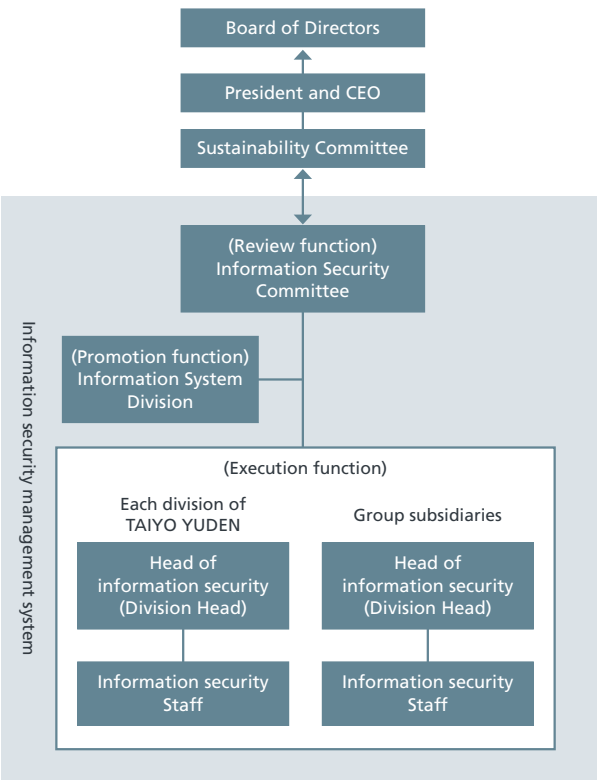 Board of Directors
President and CEO
Sustainability Committee
(Review function)
Information Security
Committee
Information security management system
(Promotion function)
Information System
Division
(Execution function)
Each division of
TAIYO YUDEN
Head of
information security
(Division Head)
Information security
Staff
Group subsidiaries
Head of
information security
(Division Head)
Information security
Staff